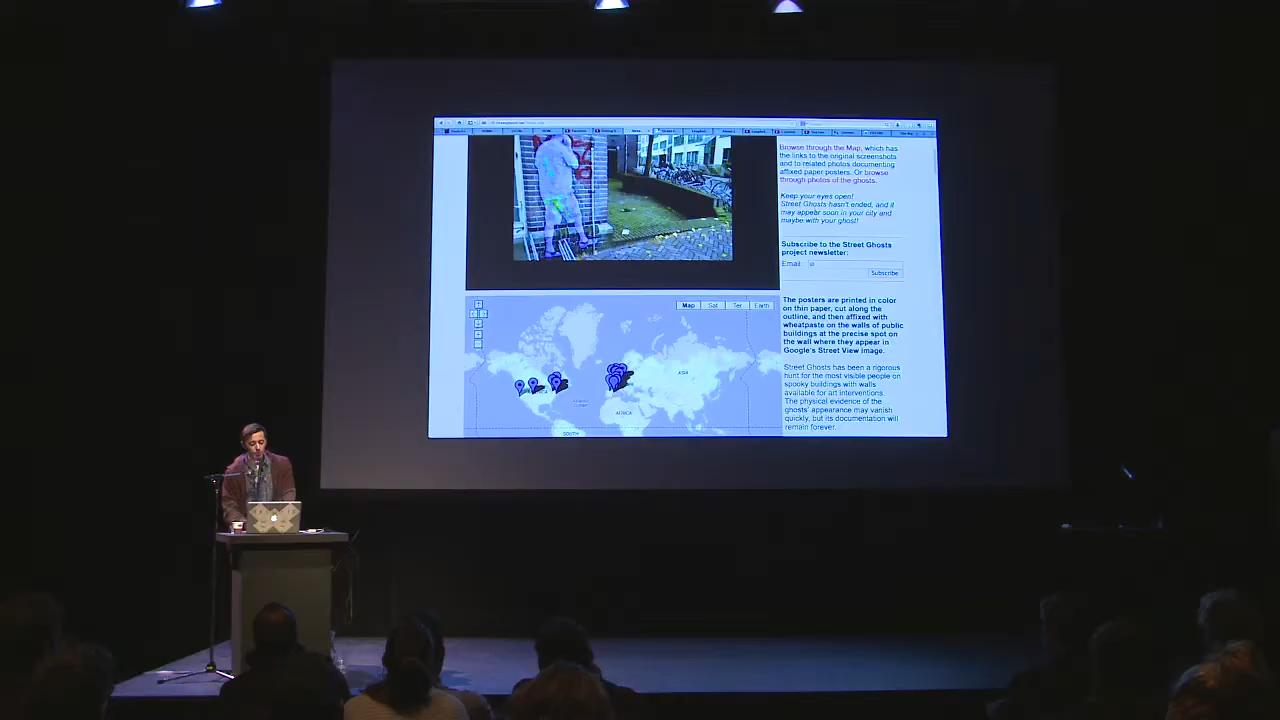 Browse through the Map, which has
the links to the original screenshots
and to related photos documenting
affixed paper posters. Or browse
through photos of the ghosts.
Keep your eyes open!
Street Ghosts hasn't ended, and it
may appear soon in your city and
maybe with your ghost!
Subscribe to the Street Ghosts
project newsletter:
Email:
Subscribe
Map Sat Ter Earth
The posters are printed in color
on thin paper, cut along the
outline, and then affixed with
wheatpaste on the walls of public
buildings at the precise spot on
the wall where they appear in
Google's Street View image.
Street Ghosts has been a rigorous
hunt for the most visible people on
spooky buildings with walls
available for art interventions.
The physical evidence of the
ghosts' appearance may vanish
quickly, but its documentation will
remain forever.
ASIA
AFRICA
SOUTH